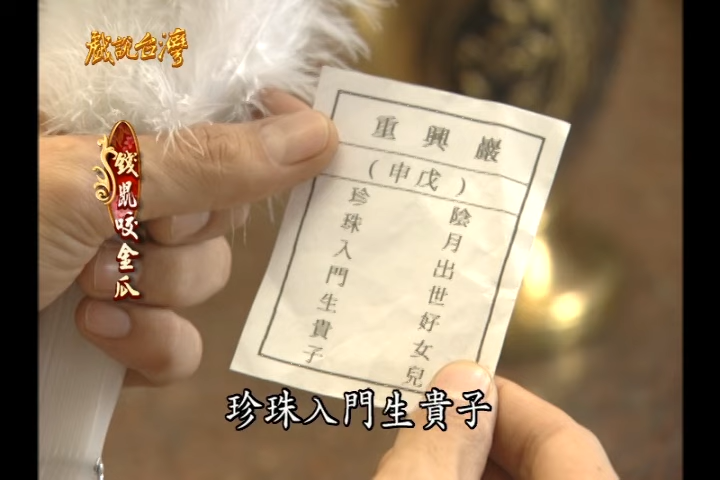 戲說台灣
錢鼠咬金瓜
重興巖
(申戊)
陰月出世好女兒
珍珠入門生貴子
珍珠入門生貴子